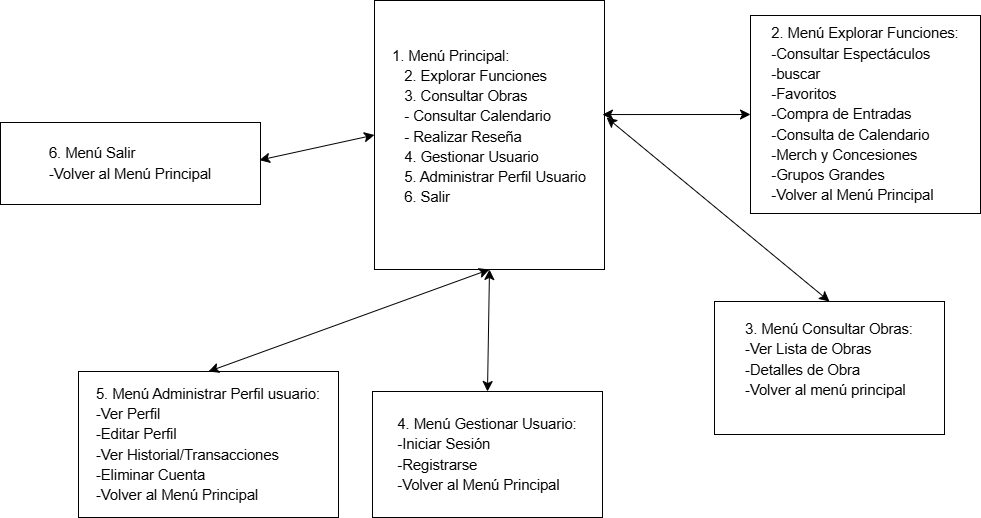 1. Menú Principal:
2. Explorar Funciones
3. Consultar Obras
- Consultar Calendario
- Realizar Reseña
4. Gestionar Usuario
5. Administrar Perfil Usuario
6. Salir
2. Menú Explorar Funciones:
-Consultar Espectáculos
-buscar
-Favoritos
-Compra de Entradas
-Consulta de Calendario
-Merch y Concesiones
-Grupos Grandes
-Volver al Menú Principal
6. Menú Salir
-Volver al Menú Principal
3. Menú Consultar Obras:
-Ver Lista de Obras
-Detalles de Obra
-Volver al menú principal
5. Menú Administrar Perfil usuario:
-Ver Perfil
-Editar Perfil
-Ver Historial/Transacciones
-Eliminar Cuenta
-Volver al Menú Principal
4. Menú Gestionar Usuario:
-Iniciar Sesión
-Registrarse
-Volver al Menú Principal